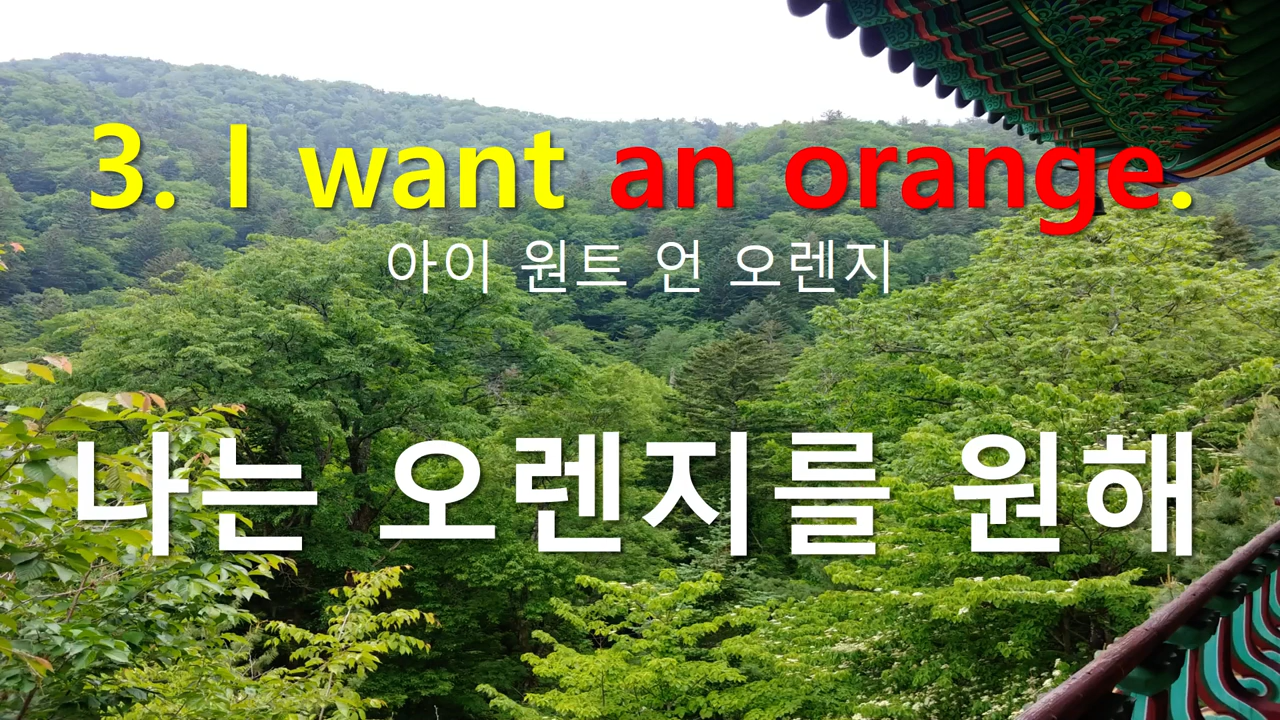 3. I want an orange.
아이 원트 언 오렌지
나는 오렌지를 원해